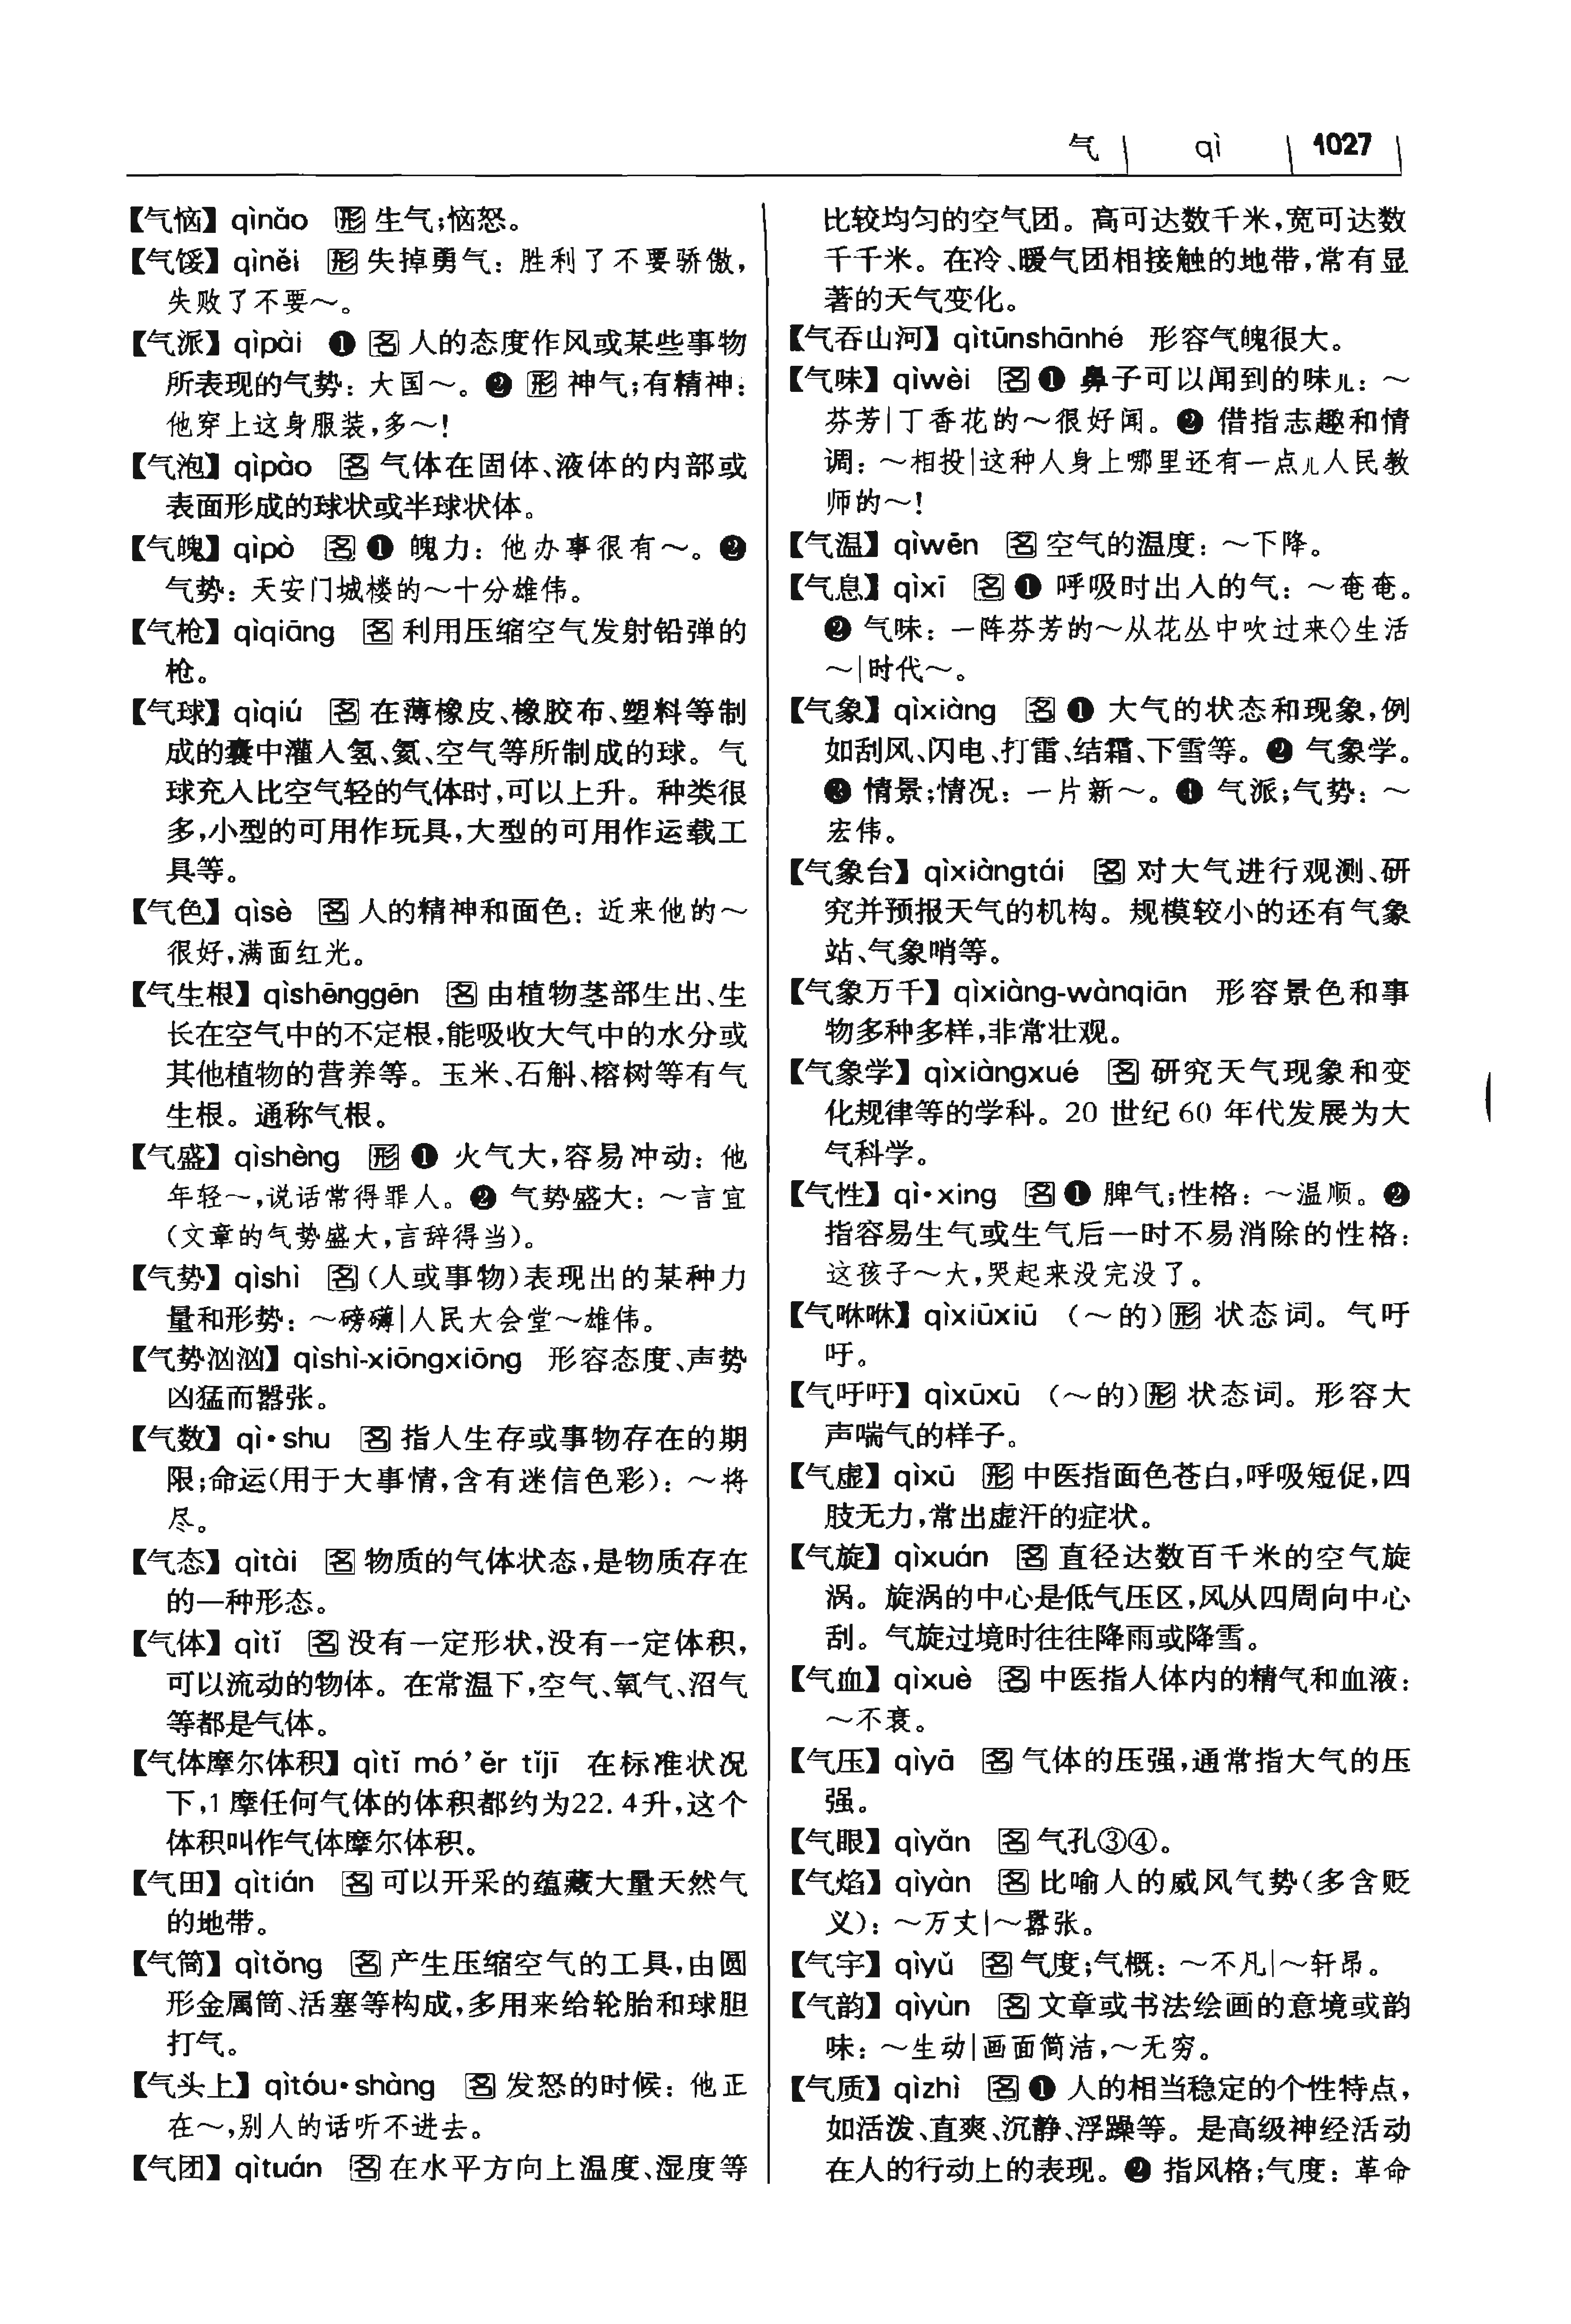 气 qì 1027
【气恼】qìnǎo 形 生气;恼怒。
【气馁】qìněi 形 失掉勇气：胜利了不要骄傲，
失败了不要～。
【气派】qìpài ❶ 名 人的态度作风或某些事物
所表现的气势：大国～。❷ 形 神气;有精神：
他穿上这身服装，多～!
【气泡】qìpào 名 气体在固体、液体的内部或
表面形成的球状或半球状体。
【气魄】qìpò 名 ❶ 魄力：他办事很有～。❷
气势：天安门城楼的～十分雄伟。
【气枪】qìqiāng 名 利用压缩空气发射铅弹的
枪。
【气球】qìqiú 名 在薄橡皮、橡胶布、塑料等制
成的囊中灌入氢、氦、空气等所制成的球。气
球充入比空气轻的气体时，可以上升。种类很
多，小型的可用作玩具，大型的可用作运载工
具等。
【气色】qìsè 名 人的精神和面色：近来他的～
很好，满面红光。
【气生根】qìshēnggēn 名 由植物茎部生出、生
长在空气中的不定根，能吸收大气中的水分或
其他植物的营养等。玉米、石斛、榕树等有气
生根。通称气根。
【气盛】qìshèng 形 ❶ 火气大，容易冲动：他
年轻～，说话常得罪人。❷ 气势盛大：～言宜
(文章的气势盛大，言辞得当)。
【气势】qìshì 名 (人或事物)表现出的某种力
量和形势：～磅礴|人民大会堂～雄伟。
【气势汹汹】qìshì-xiōngxiōng 形容态度、声势
凶猛而嚣张。
【气数】qì·shu 名 指人生存或事物存在的期
限;命运(用于大事情，含有迷信色彩)：～将
尽。
【气态】qìtài 名 物质的气体状态，是物质存在
的一种形态。
【气体】qìtǐ 名 没有一定形状，没有一定体积，
可以流动的物体。在常温下，空气、氧气、沼气
等都是气体。
【气体摩尔体积】qìtǐ mó’ěr tǐjī 在标准状况
下，1 摩任何气体的体积都约为22.4升，这个
体积叫作气体摩尔体积。
【气田】qìtián 名 可以开采的蕴藏大量天然气
的地带。
【气筒】qìtǒng 名 产生压缩空气的工具，由圆
形金属筒、活塞等构成，多用来给轮胎和球胆
打气。
【气头上】qìtóu·shàng 名 发怒的时候：他正
在～，别人的话听不进去。
【气团】qìtuán 名 在水平方向上温度、湿度等
比较均匀的空气团。高可达数千米，宽可达数
千千米。在冷、暖气团相接触的地带，常有显
著的天气变化。
【气吞山河】qìtūnshānhé 形容气魄很大。
【气味】qìwèi 名 ❶ 鼻子可以闻到的味儿：～
芬芳|丁香花的～很好闻。❷ 借指志趣和情
调：～相投|这种人身上哪里还有一点儿人民教
师的～!
【气温】qìwēn 名 空气的温度：～下降。
【气息】qìxī 名 ❶ 呼吸时出入的气：～奄奄。
❷ 气味：一阵芬芳的～从花丛中吹过来◇生活
～|时代～。
【气象】qìxiàng 名 ❶ 大气的状态和现象，例
如刮风、闪电、打雷、结霜、下雪等。❷ 气象学。
❸ 情景;情况：一片新～。❹ 气派;气势：～
宏伟。
【气象台】qìxiàngtái 名 对大气进行观测、研
究并预报天气的机构。规模较小的还有气象
站、气象哨等。
【气象万千】qìxiàng-wànqiān 形容景色和事
物多种多样，非常壮观。
【气象学】qìxiàngxué 名 研究天气现象和变
化规律等的学科。20 世纪 60 年代发展为大
气科学。
【气性】qì·xing 名 ❶ 脾气;性格：～温顺。❷
指容易生气或生气后一时不易消除的性格：
这孩子～大，哭起来没完没了。
【气咻咻】qìxiūxiū (～的) 形 状态词。气吁
吁。
【气吁吁】qìxūxū (～的) 形 状态词。形容大
声喘气的样子。
【气虚】qìxū 形 中医指面色苍白，呼吸短促，四
肢无力，常出虚汗的症状。
【气旋】qìxuán 名 直径达数百千米的空气旋
涡。旋涡的中心是低气压区，风从四周向中心
刮。气旋过境时往往降雨或降雪。
【气血】qìxuè 名 中医指人体内的精气和血液：
～不衰。
【气压】qìyā 名 气体的压强，通常指大气的压
强。
【气眼】qìyǎn 名 气孔③④。
【气焰】qìyàn 名 比喻人的威风气势(多含贬
义)：～万丈|～嚣张。
【气宇】qìyǔ 名 气度;气概：～不凡|～轩昂。
【气韵】qìyùn 名 文章或书法绘画的意境或韵
味：～生动|画面简洁，～无穷。
【气质】qìzhì 名 ❶ 人的相当稳定的个性特点，
如活泼、直爽、沉静、浮躁等。是高级神经活动
在人的行动上的表现。❷ 指风格;气度：革命